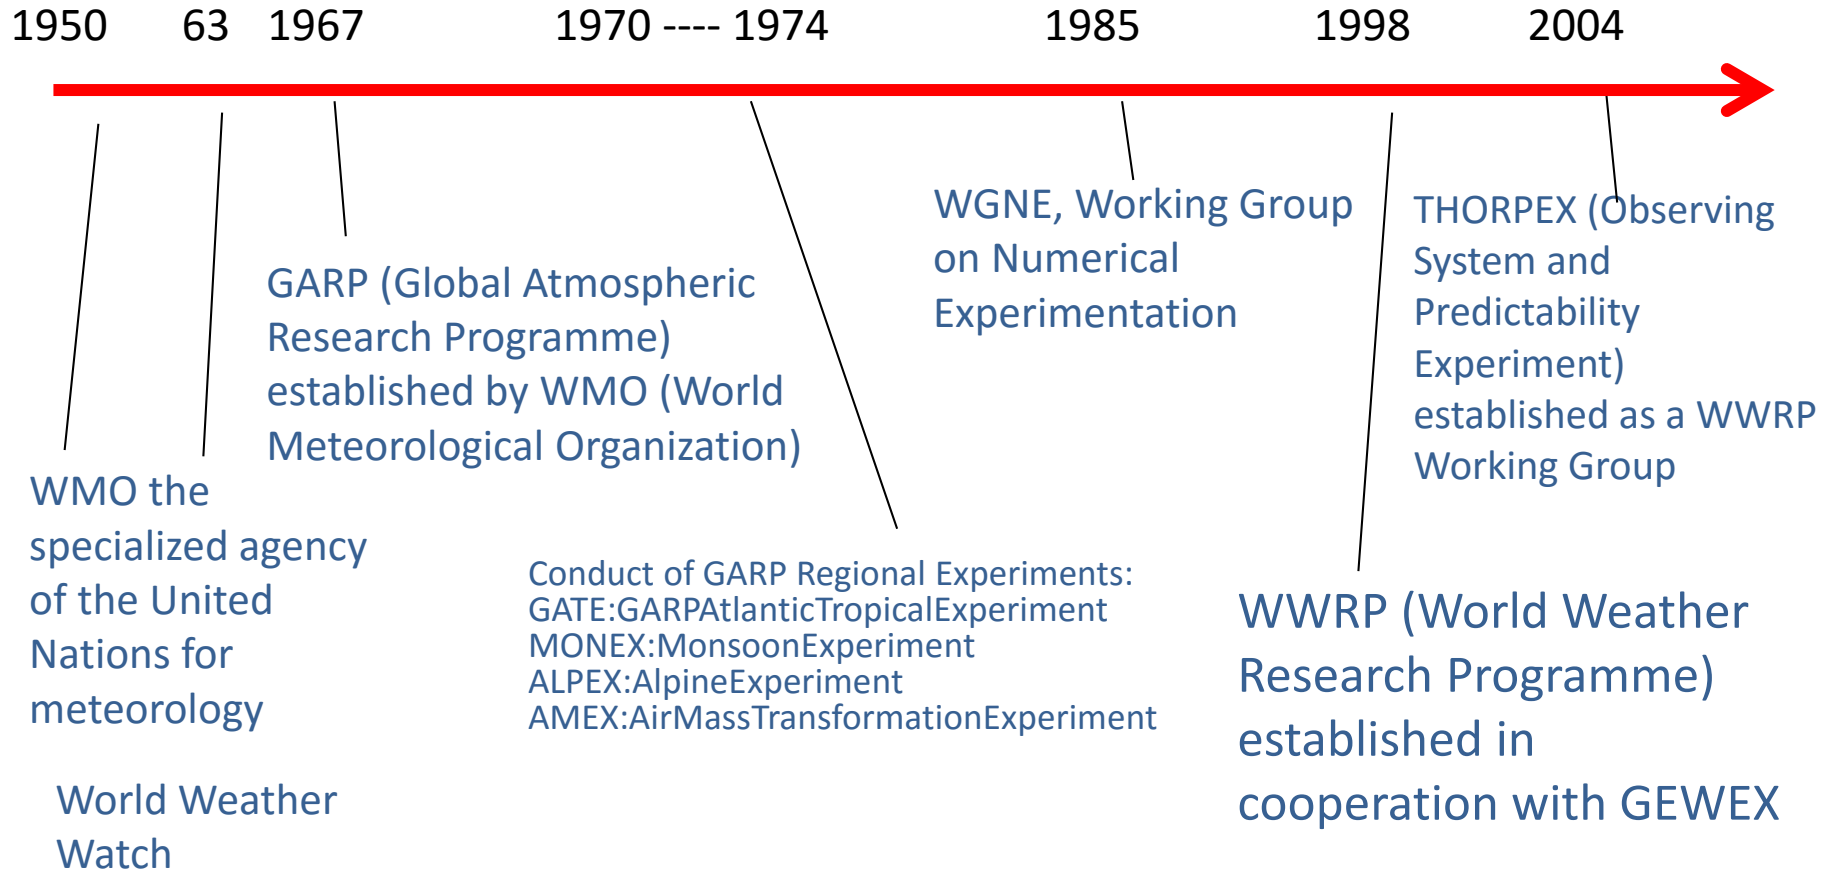 1950 63 1967 1970 ---- 1974 1985 1998 2004
WMO the
specialized agency
of the United
Nations for
meteorology
World Weather
Watch
GARP (Global Atmospheric
Research Programme)
established by WMO (World
Meteorological Organization)
Conduct of GARP Regional Experiments:
GATE:GARPAtlanticTropicalExperiment
MONEX:MonsoonExperiment
ALPEX:AlpineExperiment
AMEX:AirMassTransformationExperiment
WGNE, Working Group
on Numerical
Experimentation
WWRP (World Weather
Research Programme)
established in
cooperation with GEWEX
THORPEX (Observing
System and
Predictability
Experiment)
established as a WWRP
Working Group